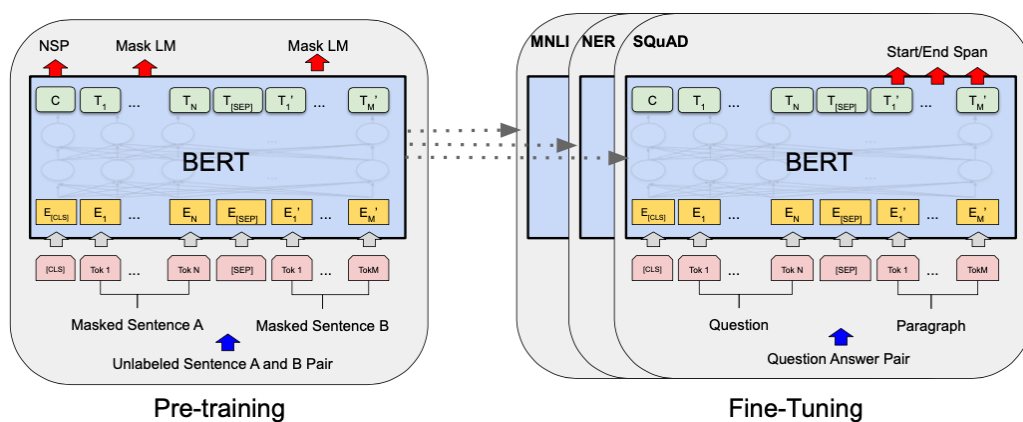 NSP Mask LM Mask LM
C T1 ... TN T[SEP] T1' ... TM'
BERT
E[CLS] E1 ... EN E[SEP] E1' ... EM'
[CLS] Tok 1 ... Tok N [SEP] Tok 1 ... TokM
Masked Sentence A Masked Sentence B
Unlabeled Sentence A and B Pair
Pre-training
MNLI NER SQuAD
Start/End Span
C T1 ... TN T[SEP] T1' ... TM'
BERT
E[CLS] E1 ... EN E[SEP] E1' ... EM'
[CLS] Tok 1 ... Tok N [SEP] Tok 1 ... TokM
Question Paragraph
Question Answer Pair
Fine-Tuning